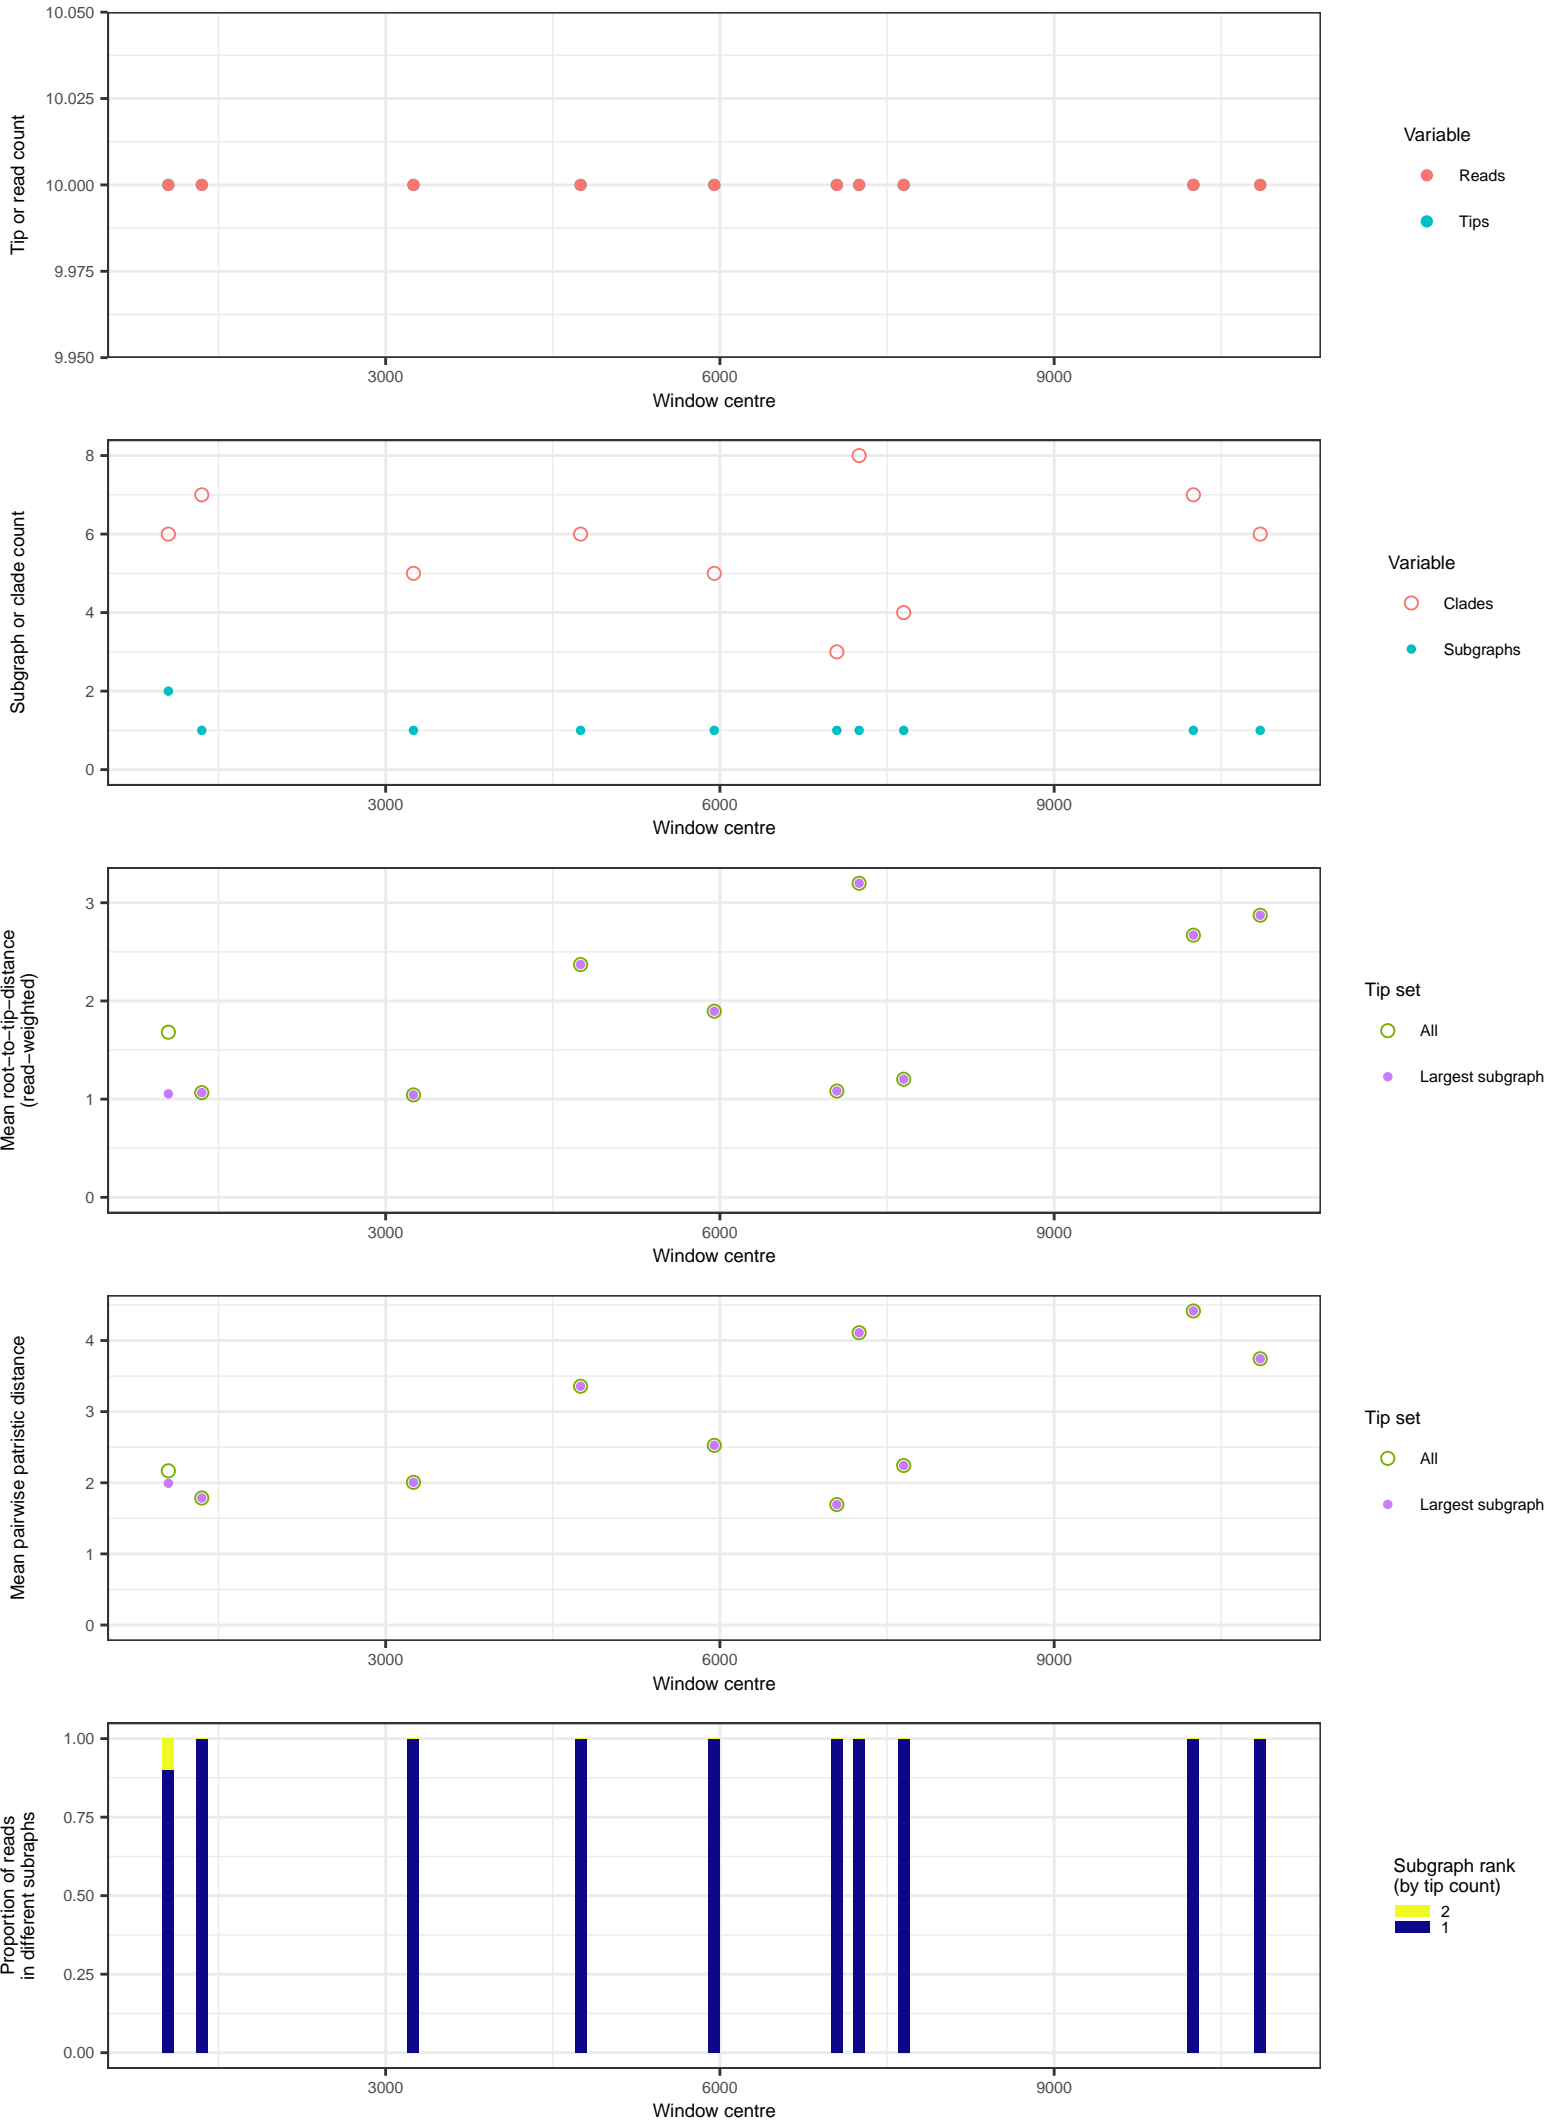 10.050
10.025
10.000
9.975
9.950
Tip or read count
3000
6000
9000
Window centre
Variable
Reads
Tips
8
6
4
2
0
Subgraph or clade count
3000
6000
9000
Window centre
Variable
Clades
Subgraphs
3
2
1
0
Mean root−to−tip−distance
(read−weighted)
3000
6000
9000
Window centre
Tip set
All
Largest subgraph
4
3
2
1
0
Mean pairwise patristic distance
3000
6000
9000
Window centre
Tip set
All
Largest subgraph
1.00
0.75
0.50
0.25
0.00
Proportion of reads
in different subraphs
3000
6000
9000
Window centre
Subgraph rank
(by tip count)
2
1